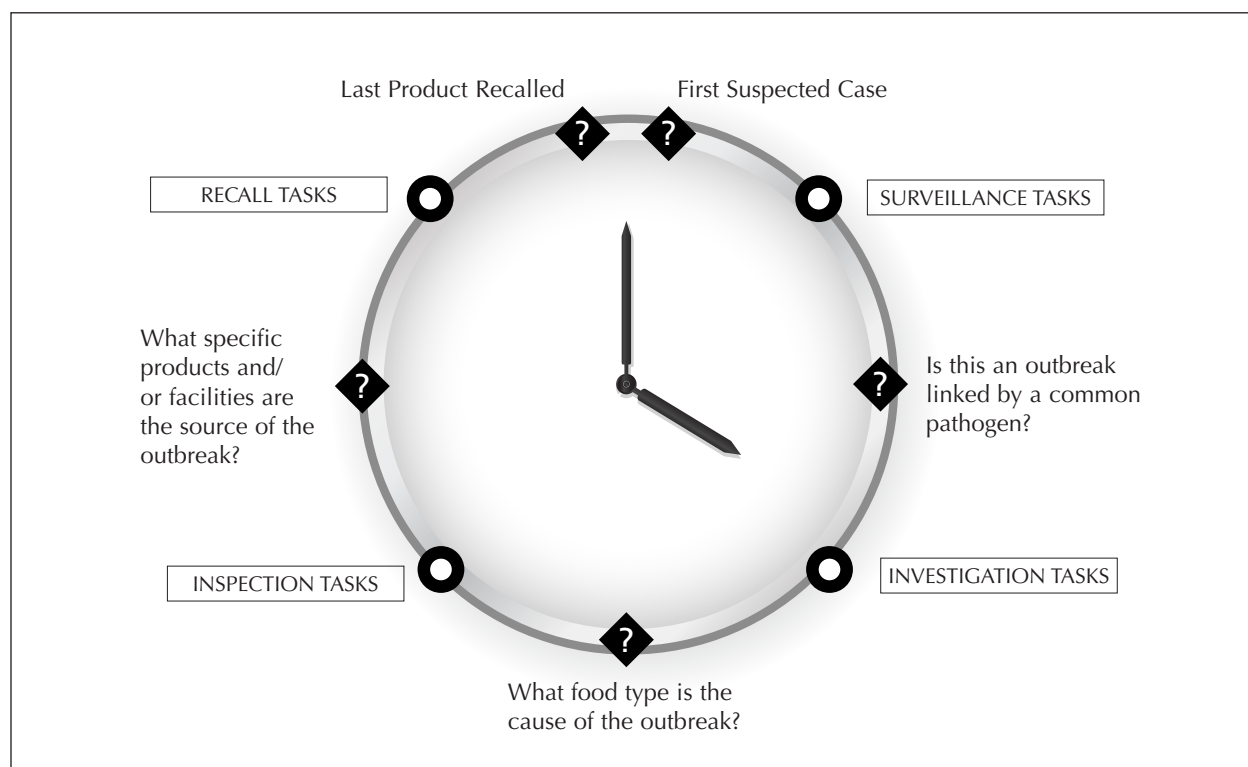 Last Product Recalled
?
?
First Suspected Case
RECALL TASKS
SURVEILLANCE TASKS
What specific
products and/
or facilities are
the source of the
outbreak?
?
?
Is this an outbreak
linked by a common
pathogen?
INSPECTION TASKS
INVESTIGATION TASKS
?
What food type is the
cause of the outbreak?